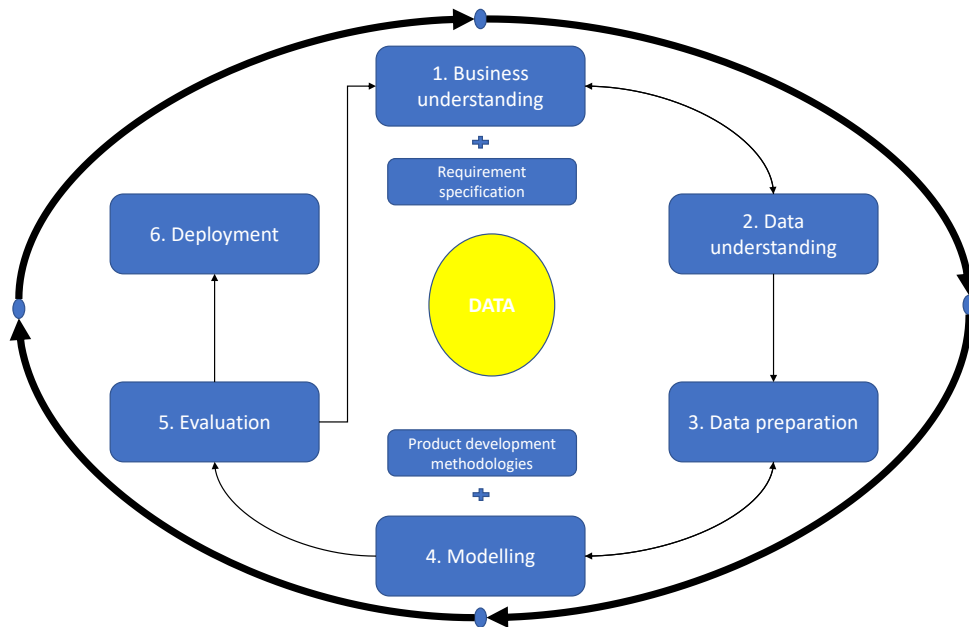 1. Business
understanding
Requirement
specification
6. Deployment
2. Data
understanding
DATA
5. Evaluation
3. Data preparation
Product development
methodologies
4. Modelling